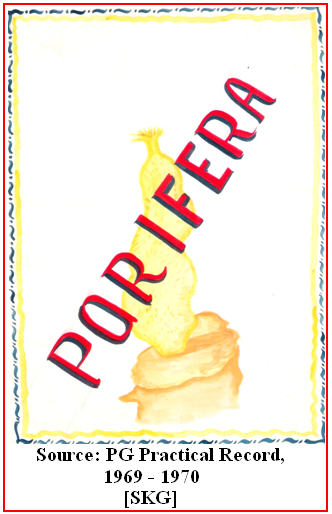 PORIFERA
Source: PG Practical Record,
1969 - 1970
[SKG]